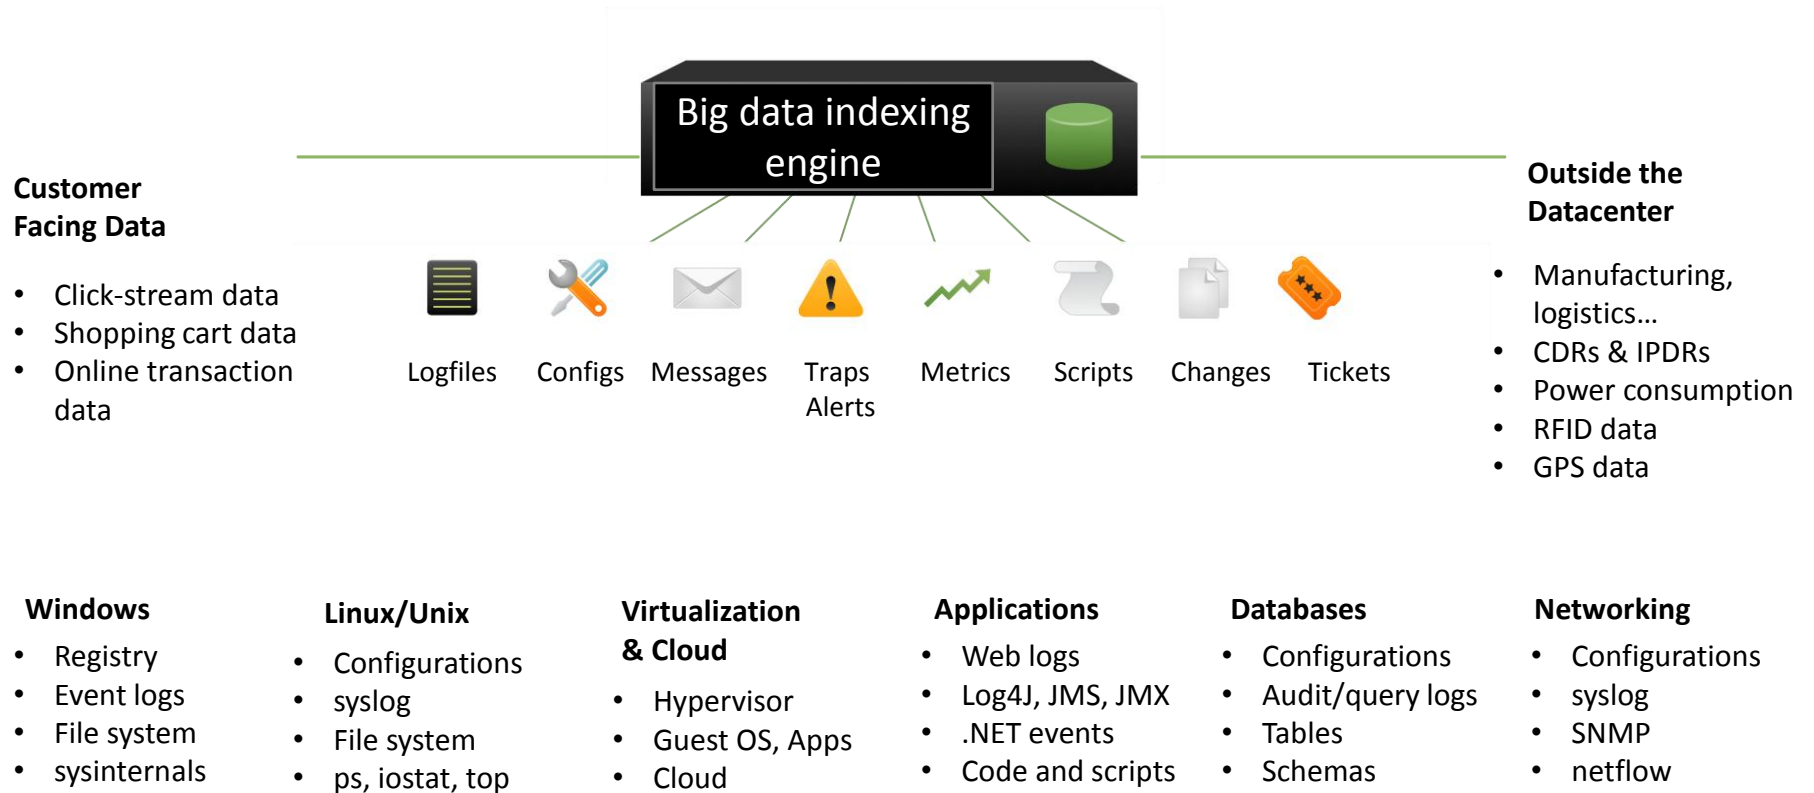 Big data indexing
engine
Customer
Facing Data
• Click-stream data
• Shopping cart data
• Online transaction
data
Logfiles
Configs
Messages
Traps
Alerts
Metrics
Scripts
Changes
Tickets
Outside the
Datacenter
• Manufacturing,
logistics...
• CDRs & IPDRs
• Power consumption
• RFID data
• GPS data
Windows
• Registry
• Event logs
• File system
• sysinternals
Linux/Unix
• Configurations
• syslog
• File system
• ps, iostat, top
Virtualization
& Cloud
• Hypervisor
• Guest OS, Apps
• Cloud
Applications
• Web logs
• Log4J, JMS, JMX
• .NET events
• Code and scripts
Databases
• Configurations
• Audit/query logs
• Tables
• Schemas
Networking
• Configurations
• syslog
• SNMP
• netflow